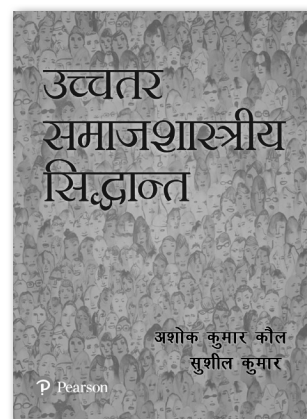 उच्चतर
समाजशास्त्रीय
सिद्धान्त
अशोक कुमार कौल
सुशील कुमार
Pearson